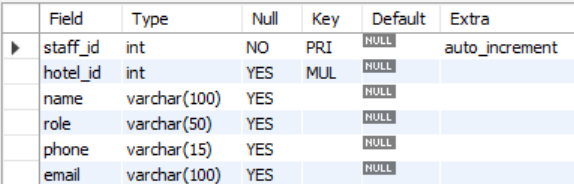 Field Type Null Key Default Extra
staff_id int NO PRI NULL auto_increment
hotel_id int YES MUL NULL
name varchar(100) YES NULL
role varchar(50) YES NULL
phone varchar(15) YES NULL
email varchar(100) YES NULL